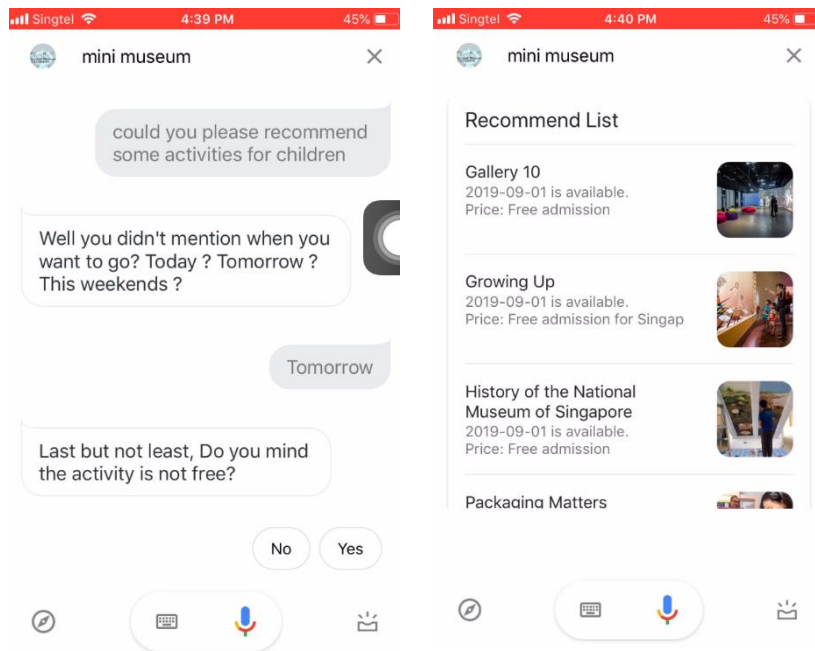 Singtel 4:39 PM 45%
mini museum
could you please recommend
some activities for children
Well you didn't mention when you
want to go? Today ? Tomorrow ?
This weekends ?
Tomorrow
Last but not least, Do you mind
the activity is not free?
No Yes
Singtel 4:40 PM 45%
mini museum
Recommend List
Gallery 10
2019-09-01 is available.
Price: Free admission
Growing Up
2019-09-01 is available.
Price: Free admission for Singap
History of the National
Museum of Singapore
2019-09-01 is available.
Price: Free admission
Packaging Matters